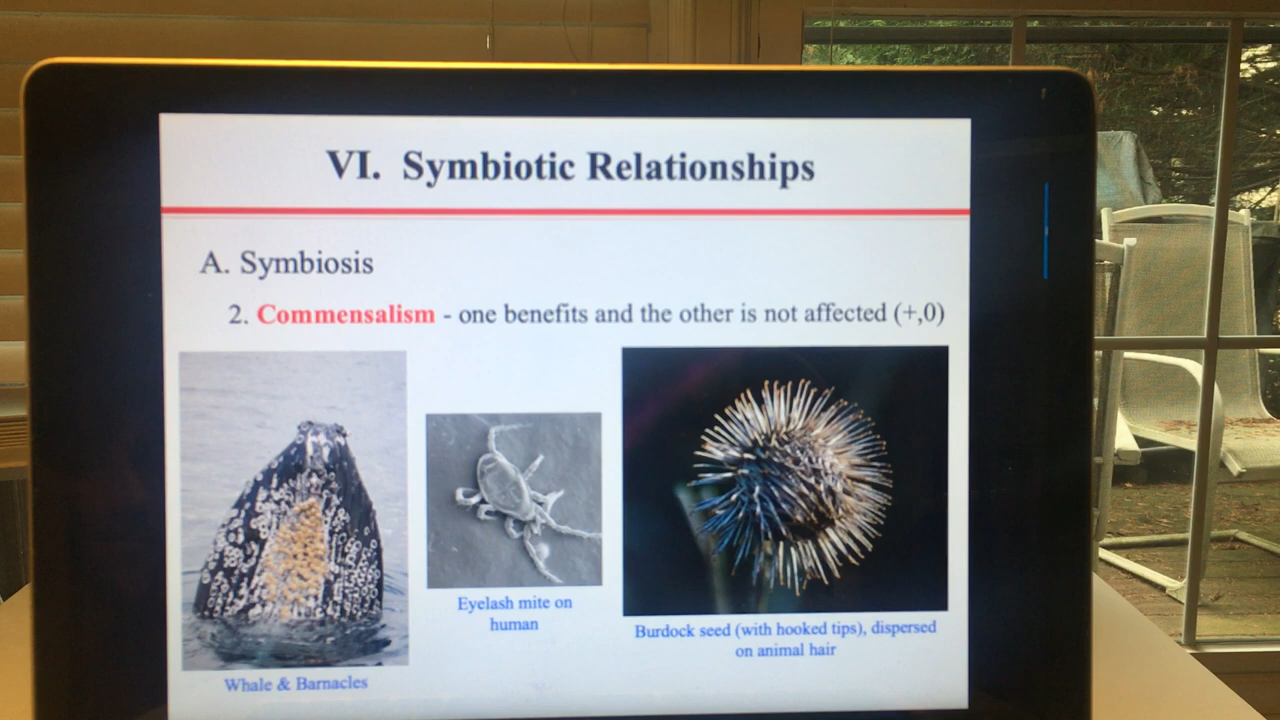 VI. Symbiotic Relationships
A. Symbiosis
2. Commensalism - one benefits and the other is not affected (+,0)
Eyelash mite on
human
Burdock seed (with hooked tips), dispersed
on animal hair
Whale & Barnacles